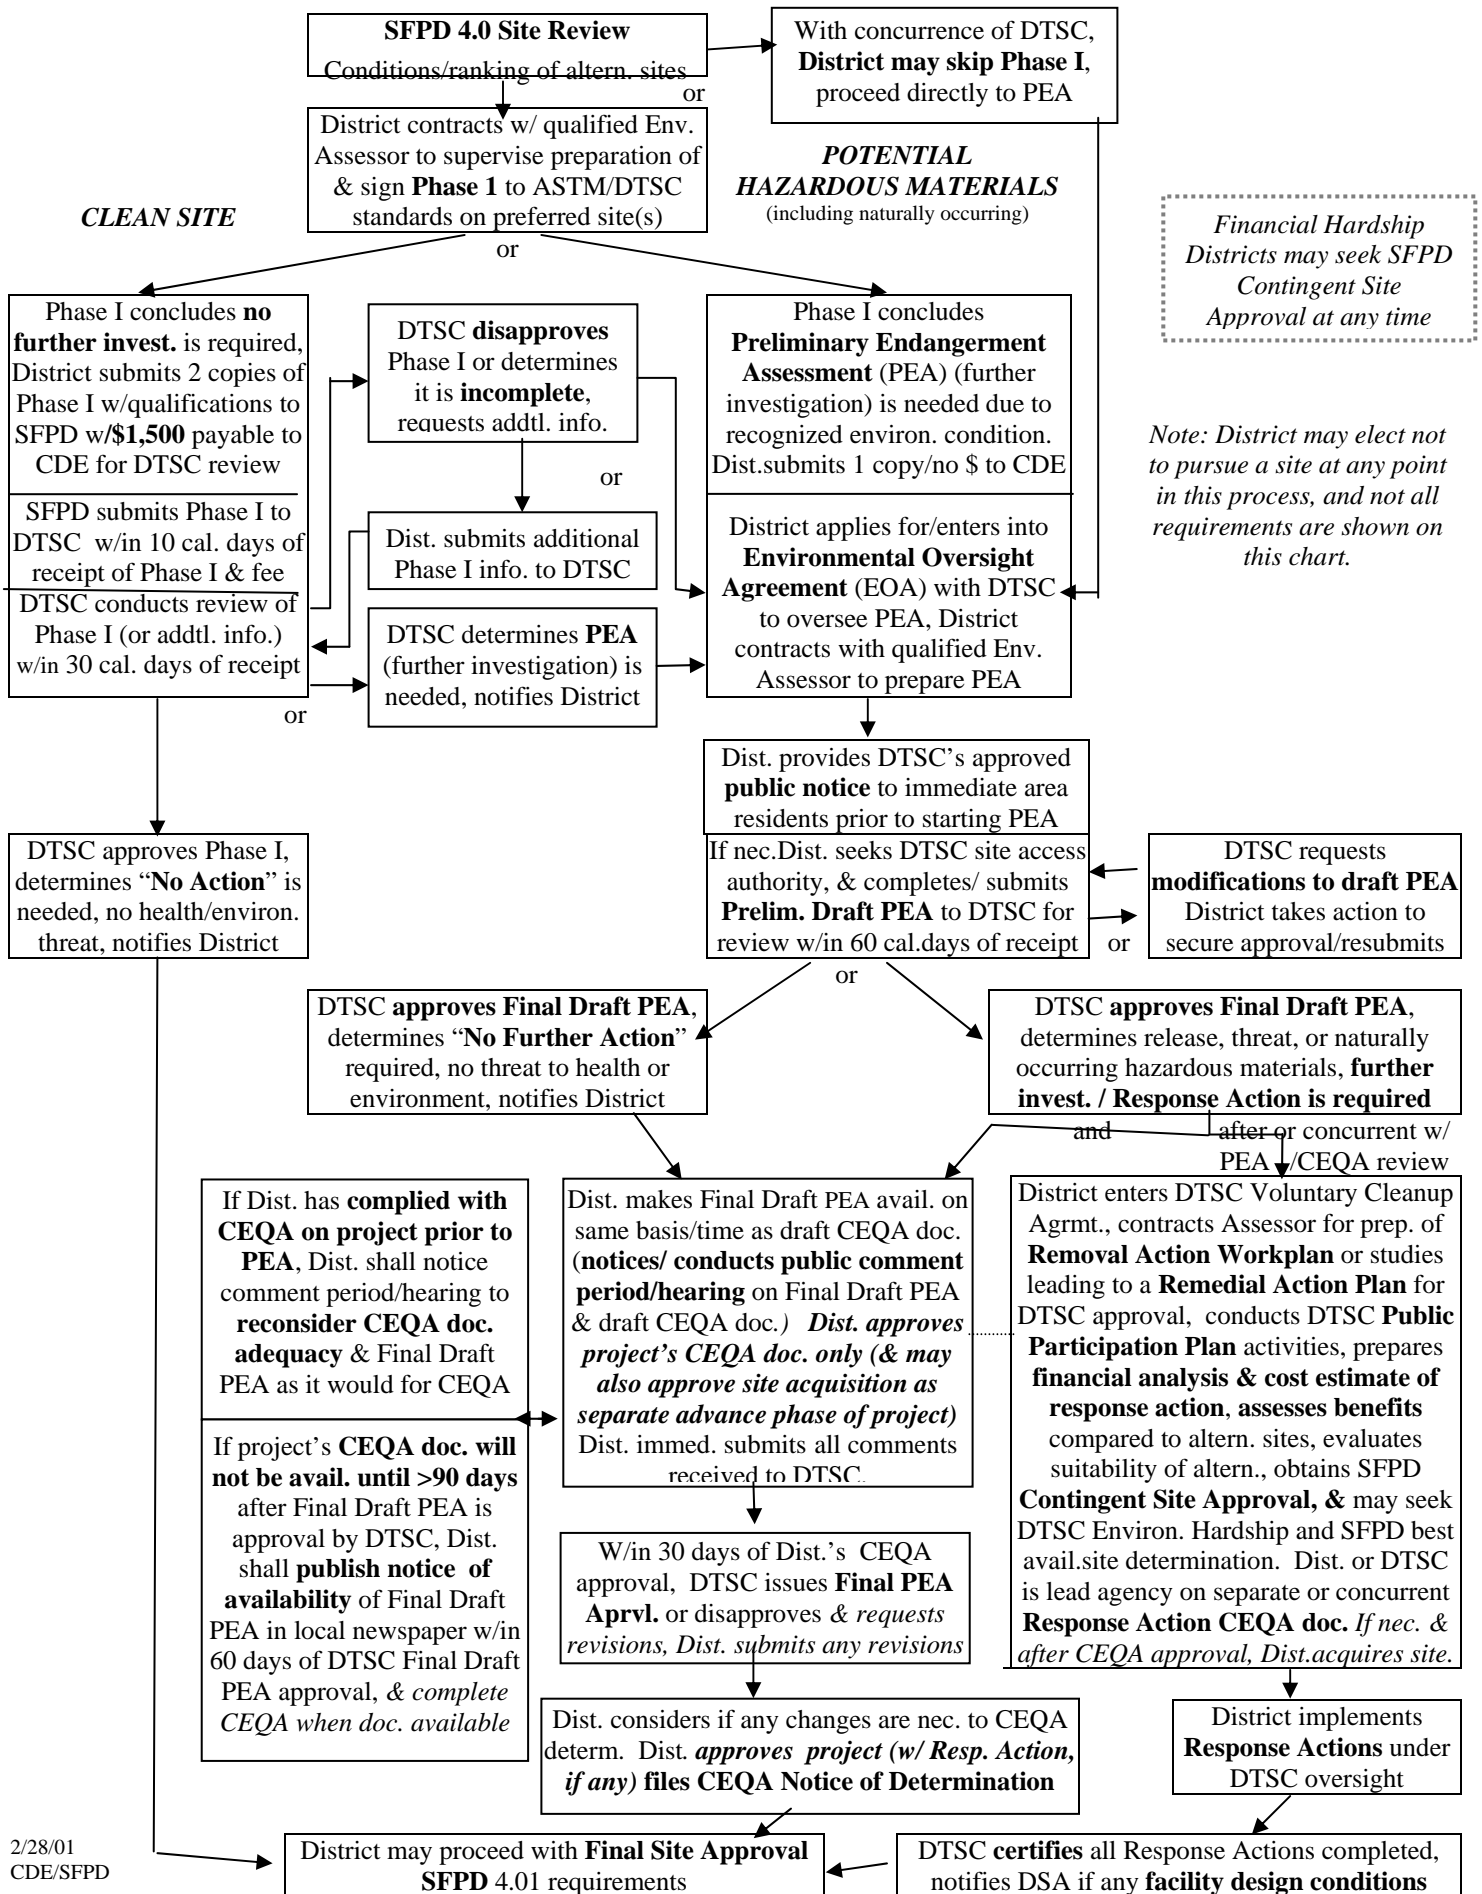 SFPD 4.0 Site Review
Conditions/ranking of altern. sites
or
With concurrence of DTSC,
District may skip Phase I,
proceed directly to PEA
District contracts w/ qualified Env.
Assessor to supervise preparation of
& sign Phase 1 to ASTM/DTSC
standards on preferred site(s)
or
POTENTIAL
HAZARDOUS MATERIALS
(including naturally occurring)
CLEAN SITE
Financial Hardship
Districts may seek SFPD
Contingent Site
Approval at any time
Phase I concludes no
further invest. is required,
District submits 2 copies of
Phase I w/qualifications to
SFPD w/$1,500 payable to
CDE for DTSC review
SFPD submits Phase I to
DTSC w/in 10 cal. days of
receipt of Phase I & fee
DTSC conducts review of
Phase I (or addtl. info.)
w/in 30 cal. days of receipt
or
DTSC disapproves
Phase I or determines
it is incomplete,
requests addtl. info.
or
Dist. submits additional
Phase I info. to DTSC
DTSC determines PEA
(further investigation) is
needed, notifies District
Phase I concludes
Preliminary Endangerment
Assessment (PEA) (further
investigation) is needed due to
recognized environ. condition.
Dist.submits 1 copy/no $ to CDE
District applies for/enters into
Environmental Oversight
Agreement (EOA) with DTSC
to oversee PEA, District
contracts with qualified Env.
Assessor to prepare PEA
Note: District may elect not
to pursue a site at any point
in this process, and not all
requirements are shown on
this chart.
Dist. provides DTSC's approved
public notice to immediate area
residents prior to starting PEA
If nec.Dist. seeks DTSC site access
authority, & completes/ submits
Prelim. Draft PEA to DTSC for
review w/in 60 cal.days of receipt
or
or
DTSC requests
modifications to draft PEA
District takes action to
secure approval/resubmits
DTSC approves Phase I,
determines “No Action” is
needed, no health/environ.
threat, notifies District
DTSC approves Final Draft PEA,
determines “No Further Action”
required, no threat to health or
environment, notifies District
DTSC approves Final Draft PEA,
determines release, threat, or naturally
occurring hazardous materials, further
invest. / Response Action is required
and
after or concurrent w/
PEA /CEQA review
If Dist. has complied with
CEQA on project prior to
PEA, Dist. shall notice
comment period/hearing to
reconsider CEQA doc.
adequacy & Final Draft
PEA as it would for CEQA
If project's CEQA doc. will
not be avail. until >90 days
after Final Draft PEA is
approval by DTSC, Dist.
shall publish notice of
availability of Final Draft
PEA in local newspaper w/in
60 days of DTSC Final Draft
PEA approval, & complete
CEQA when doc. available
Dist. makes Final Draft PEA avail. on
same basis/time as draft CEQA doc.
(notices/ conducts public comment
period/hearing on Final Draft PEA
& draft CEQA doc.) Dist. approves
project's CEQA doc. only (& may
also approve site acquisition as
separate advance phase of project)
Dist. immed. submits all comments
received to DTSC.
W/in 30 days of Dist.'s CEQA
approval, DTSC issues Final PEA
Aprvl. or disapproves & requests
revisions, Dist. submits any revisions
Dist. considers if any changes are nec. to CEQA
determ. Dist. approves project (w/ Resp. Action,
if any) files CEQA Notice of Determination
District enters DTSC Voluntary Cleanup
Agrmt., contracts Assessor for prep. of
Removal Action Workplan or studies
leading to a Remedial Action Plan for
DTSC approval, conducts DTSC Public
Participation Plan activities, prepares
financial analysis & cost estimate of
response action, assesses benefits
compared to altern. sites, evaluates
suitability of altern., obtains SFPD
Contingent Site Approval, & may seek
DTSC Environ. Hardship and SFPD best
avail.site determination. Dist. or DTSC
is lead agency on separate or concurrent
Response Action CEQA doc. If nec. &
after CEQA approval, Dist.acquires site.
District implements
Response Actions under
DTSC oversight
2/28/01
CDE/SFPD
District may proceed with Final Site Approval
SFPD 4.01 requirements
DTSC certifies all Response Actions completed,
notifies DSA if any facility design conditions